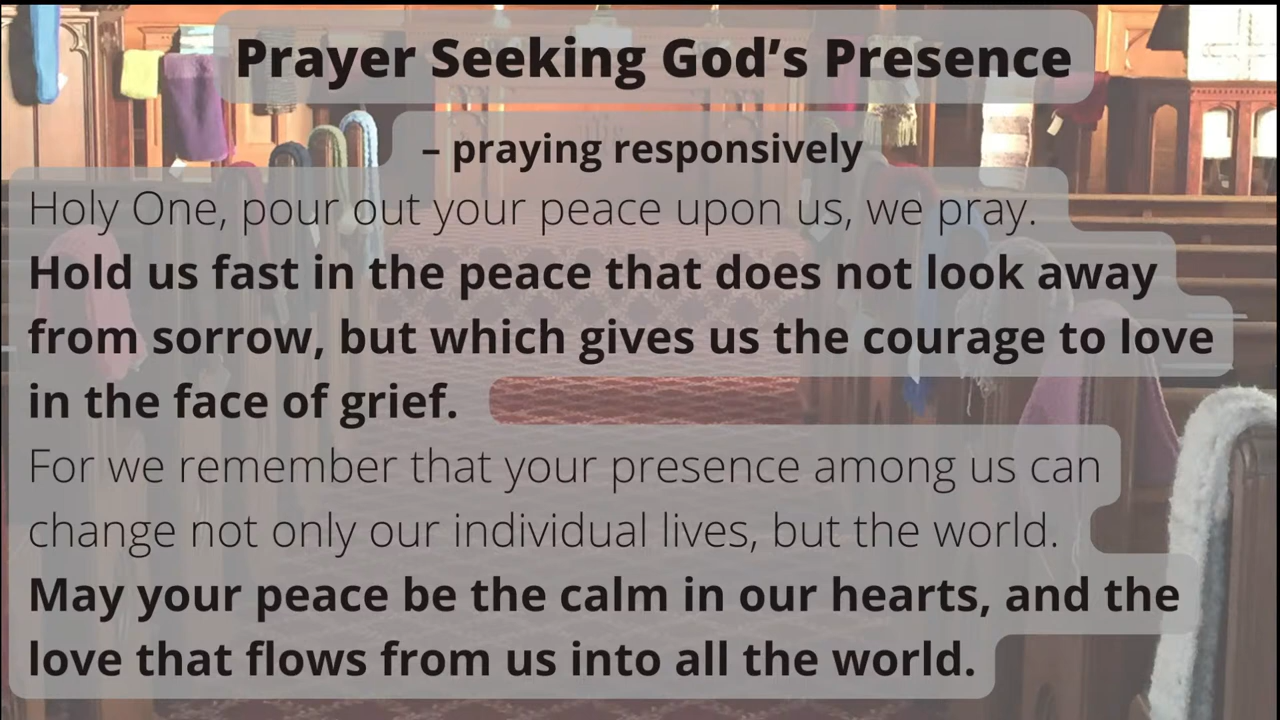 Prayer Seeking God’s Presence
– praying responsively
Holy One, pour out your peace upon us, we pray.
Hold us fast in the peace that does not look away
from sorrow, but which gives us the courage to love
in the face of grief.
For we remember that your presence among us can
change not only our individual lives, but the world.
May your peace be the calm in our hearts, and the
love that flows from us into all the world.